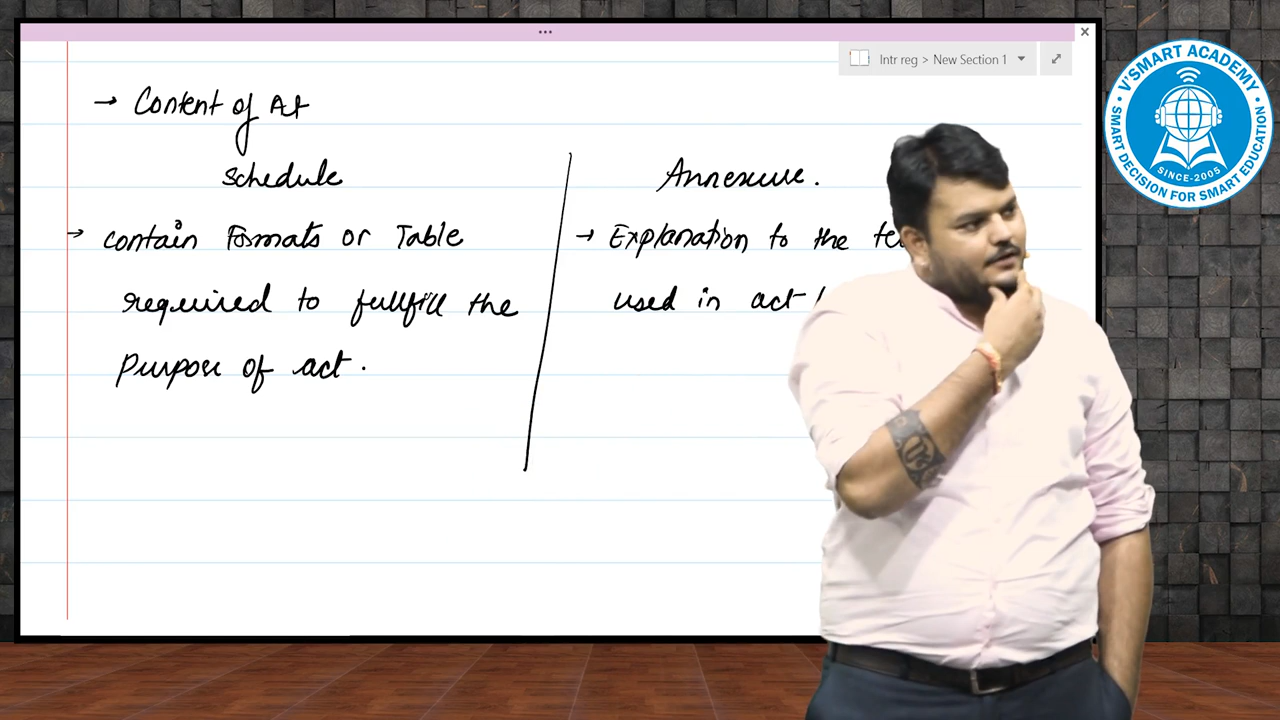 Intr reg > New Section 1
→ Content of Act
Schedule
→ contain Formats or Table
required to fullfill the
Purpose of act.
Annexure.
→ Explanation to the
used in act
V'SMART ACADEMY
SINCE-2005
SMART DECISION FOR SMART EDUCATION